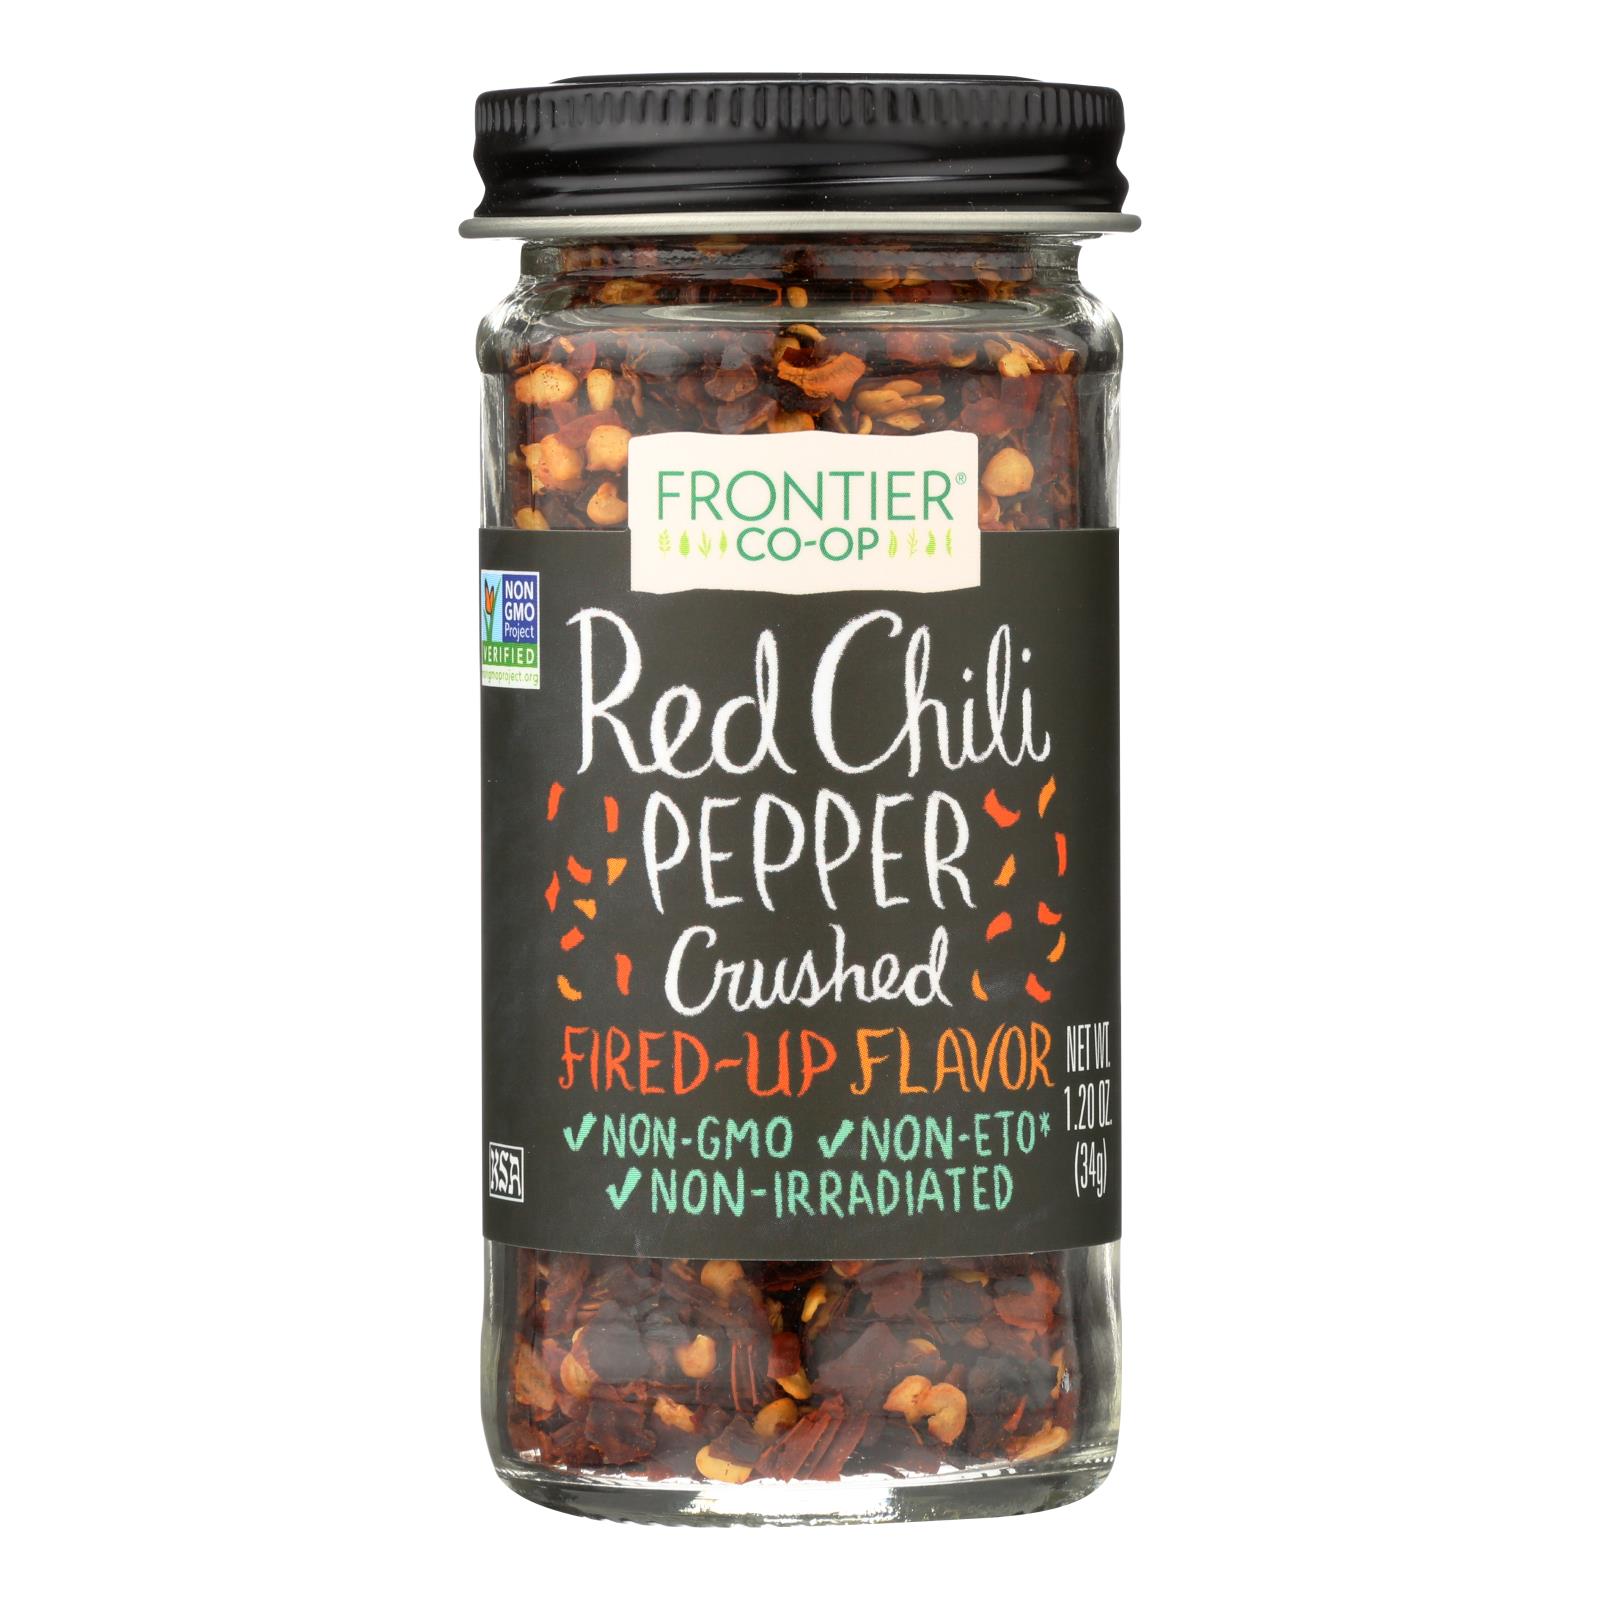 FRONTIER®
CO-OP
NON
GMO
Project
VERIFIED
Red Chili
PEPPER
Crushed
FIRED-UP FLAVOR
✓NON-GMO ✓NON-ETO*
✓NON-IRRADIATED
NET WT.
1.20 OZ.
(34g)
KSA